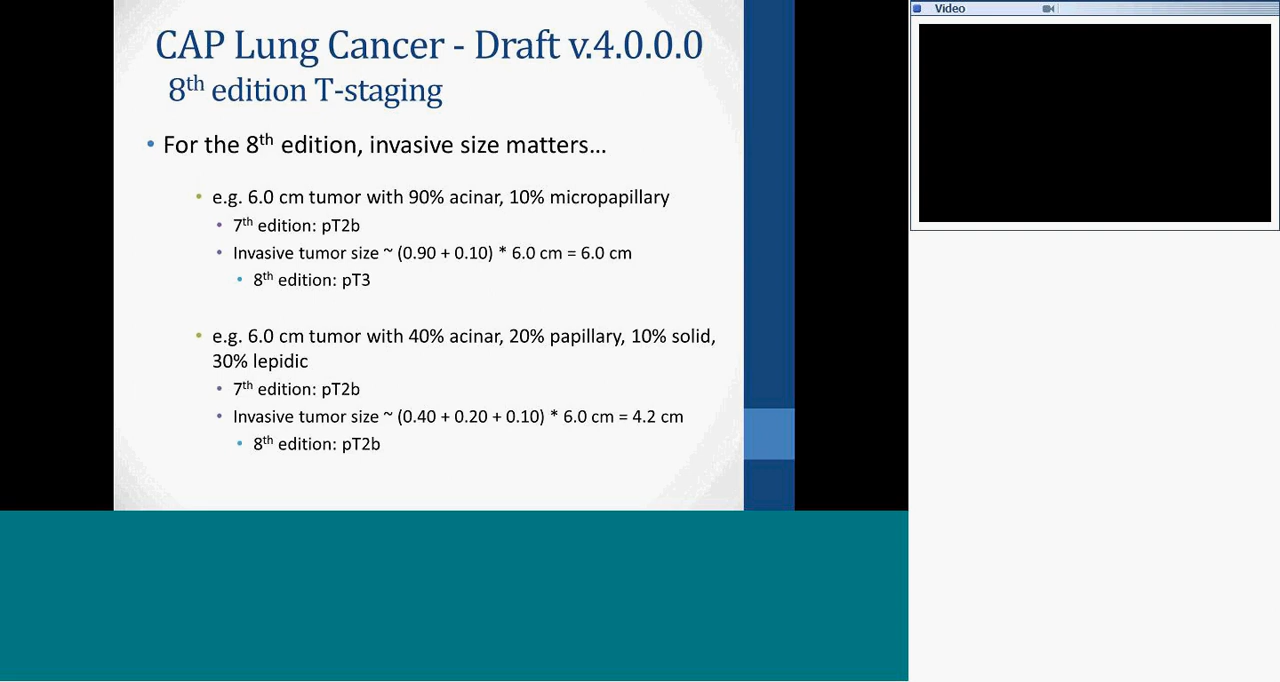 CAP Lung Cancer - Draft v.4.0.0.0
8th edition T-staging
• For the 8th edition, invasive size matters…
• e.g. 6.0 cm tumor with 90% acinar, 10% micropapillary
• 7th edition: pT2b
• Invasive tumor size ~ (0.90 + 0.10) * 6.0 cm = 6.0 cm
• 8th edition: pT3
• e.g. 6.0 cm tumor with 40% acinar, 20% papillary, 10% solid,
30% lepidic
• 7th edition: pT2b
• Invasive tumor size ~ (0.40 + 0.20 + 0.10) * 6.0 cm = 4.2 cm
• 8th edition: pT2b
Video